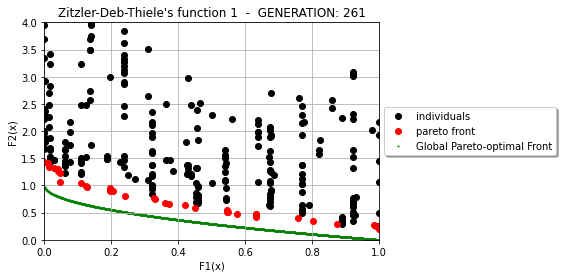 Zitzler-Deb-Thiele's function 1 - GENERATION: 261
4.0
3.5
3.0
2.5
2.0
1.5
1.0
0.5
0.0
F2(x)
0.0 0.2 0.4 0.6 0.8 1.0
F1(x)
individuals
pareto front
Global Pareto-optimal Front